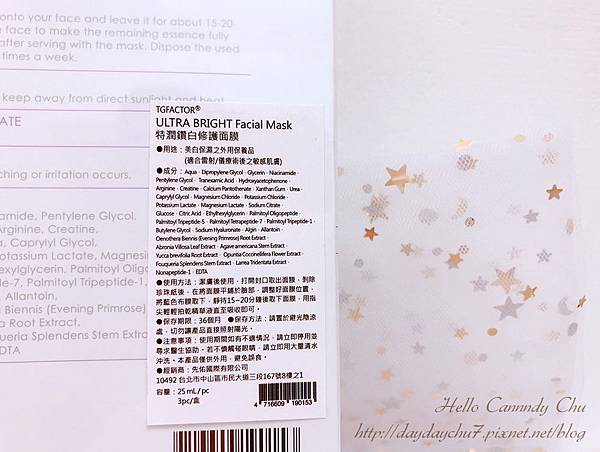 onto your face and leave it for about 15-20
face to make the remaining essence fully
after serving with the mask. Dispose the used
times a week.
keep away from direct sunlight and heat
ATE
ching or irritation occurs.
amide, Pentylene Glycol,
Arginine, Creatine,
a, Caprylyl Glycol,
Potassium Lactate, Magnes
hexylglycerin, Palmitoyl Oli
de-7, Palmitoyl Tripeptide-1.
, Allantoin,
a Biennis (Evening Primrose)
a Root Extract,
queria Splendens Stem Extra
DTA
TGFACTOR®
ULTRA BRIGHT Facial Mask
特潤鑽白修護面膜
●用途：美白保濕之外用保養品
(適合雷射/儀療術後之敏感肌膚)
●成分：Aqua · Dipropylene Glycol · Glycerin · Niacinamide ·
Pentylene Glycol · Tranexamic Acid · Hydroxyacetophenone ·
Arginine · Creatine · Calcium Pantothenate · Xanthan Gum · Urea ·
Caprylyl Glycol · Magnesium Chloride · Potassium Chloride ·
Potassium Lactate · Magnesium Lactate · Sodium Citrate ·
Glucose · Citric Acid · Ethylhexylglycerin · Palmitoyl Oligopeptide ·
Palmitoyl Tripeptide-5 · Palmitoyl Tetrapeptide-7 · Palmitoyl Tripeptide-1 ·
Butylene Glycol · Sodium Hyaluronate · Algin · Allantoin ·
Oenothera Biennis (Evening Primrose) Root Extract ·
Abronia Villosa Leaf Extract · Agave americana Stem Extract ·
Yucca brevifolia Root Extract · Opuntia Coccinellifera Flower Extract ·
Fouqueria Splendens Stem Extract · Larrea Tridentata Extract ·
Nonapeptide-1 · EDTA
●使用方法：潔膚後使用，打開封口取出面膜，剝除
珍珠紙後，在將面膜平鋪於臉部，調整好面膜位置，
將藍色布膜取下，靜待15~20分鐘後取下面膜，用指
尖輕輕拍乾精華液直至吸收即可。
●保存期限：36個月 ●保存方法：請置於避光陰涼
處，切勿讓產品直接照射陽光。
●注意事項：使用期間如有不適情況，請立即停用並
尋求醫生協助。若不慎觸碰眼睛，請立即用大量清水
沖洗。本產品僅供外用，避免誤食。
●經銷商：先佑國際有限公司
10492 台北市中山區市民大道三段167號8樓之1
容量：25 mL/pc
3pc/盒
4 716609 190153
Hello Canndy Chu
http://daydaychu7.pixnet.net/blog